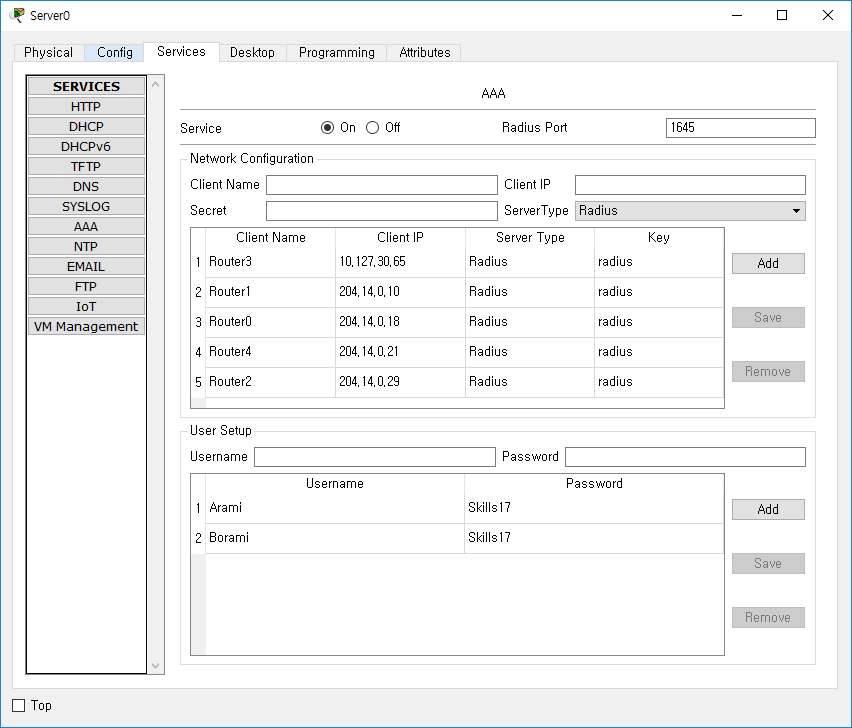 Server0
Physical Config Services Desktop Programming Attributes
SERVICES
HTTP
DHCP
DHCPv6
TFTP
DNS
SYSLOG
AAA
NTP
EMAIL
FTP
IoT
VM Management
AAA
Service On Off Radius Port 1645
Network Configuration
Client Name Client IP
Secret ServerType Radius
Client Name Client IP Server Type Key
1 Router3 10.127.30.65 Radius radius
2 Router1 204.14.0.10 Radius radius
3 Router0 204.14.0.18 Radius radius
4 Router4 204.14.0.21 Radius radius
5 Router2 204.14.0.29 Radius radius
Add
Save
Remove
User Setup
Username Password
Username Password
1 Arami Skills17
2 Borami Skills17
Add
Save
Remove
Top